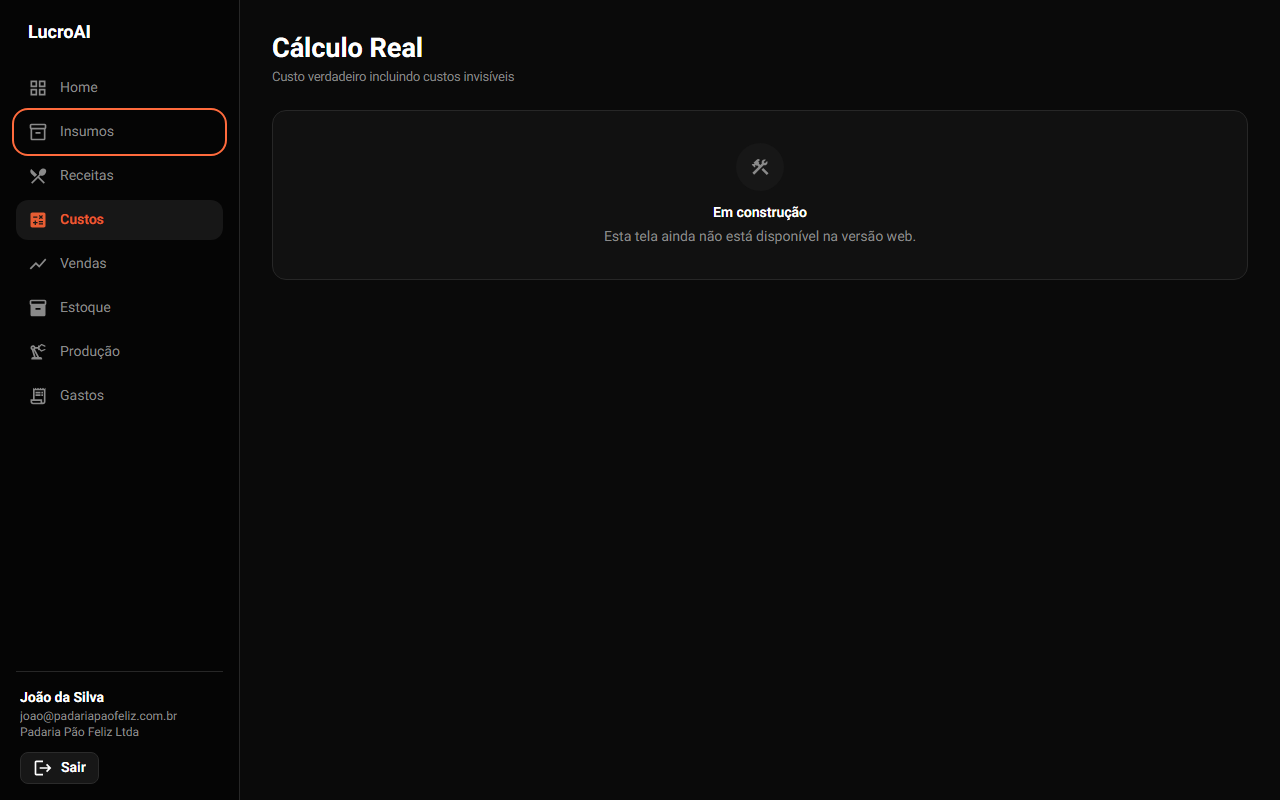 LucroAI
Home
Insumos
Receitas
Custos
Vendas
Estoque
Produção
Gastos
João da Silva
joao@padariapaofeliz.com.br
Padaria Pão Feliz Ltda
Sair
Cálculo Real
Custo verdadeiro incluindo custos invisíveis
Em construção
Esta tela ainda não está disponível na versão web.